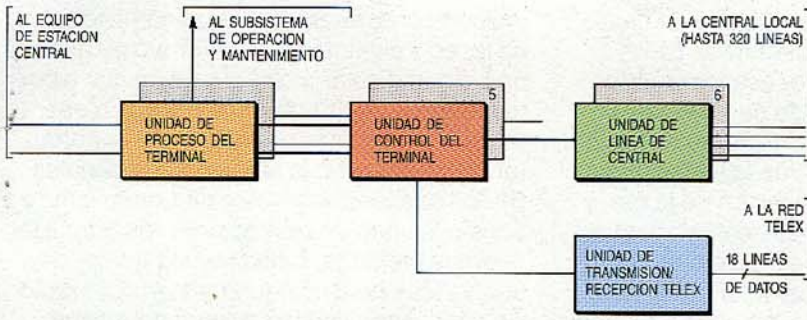 AL EQUIPO
DE ESTACION
CENTRAL
AL SUBSISTEMA
DE OPERACION
Y MANTENIMIENTO
A LA CENTRAL LOCAL
(HASTA 320 LINEAS)
UNIDAD DE
PROCESO DEL
TERMINAL
5
UNIDAD DE
CONTROL DEL
TERMINAL
6
UNIDAD DE
LINEA DE
CENTRAL
A LA RED
TELEX
UNIDAD DE
TRANSMISION/
RECEPCION TELEX
18 LINEAS
DE DATOS